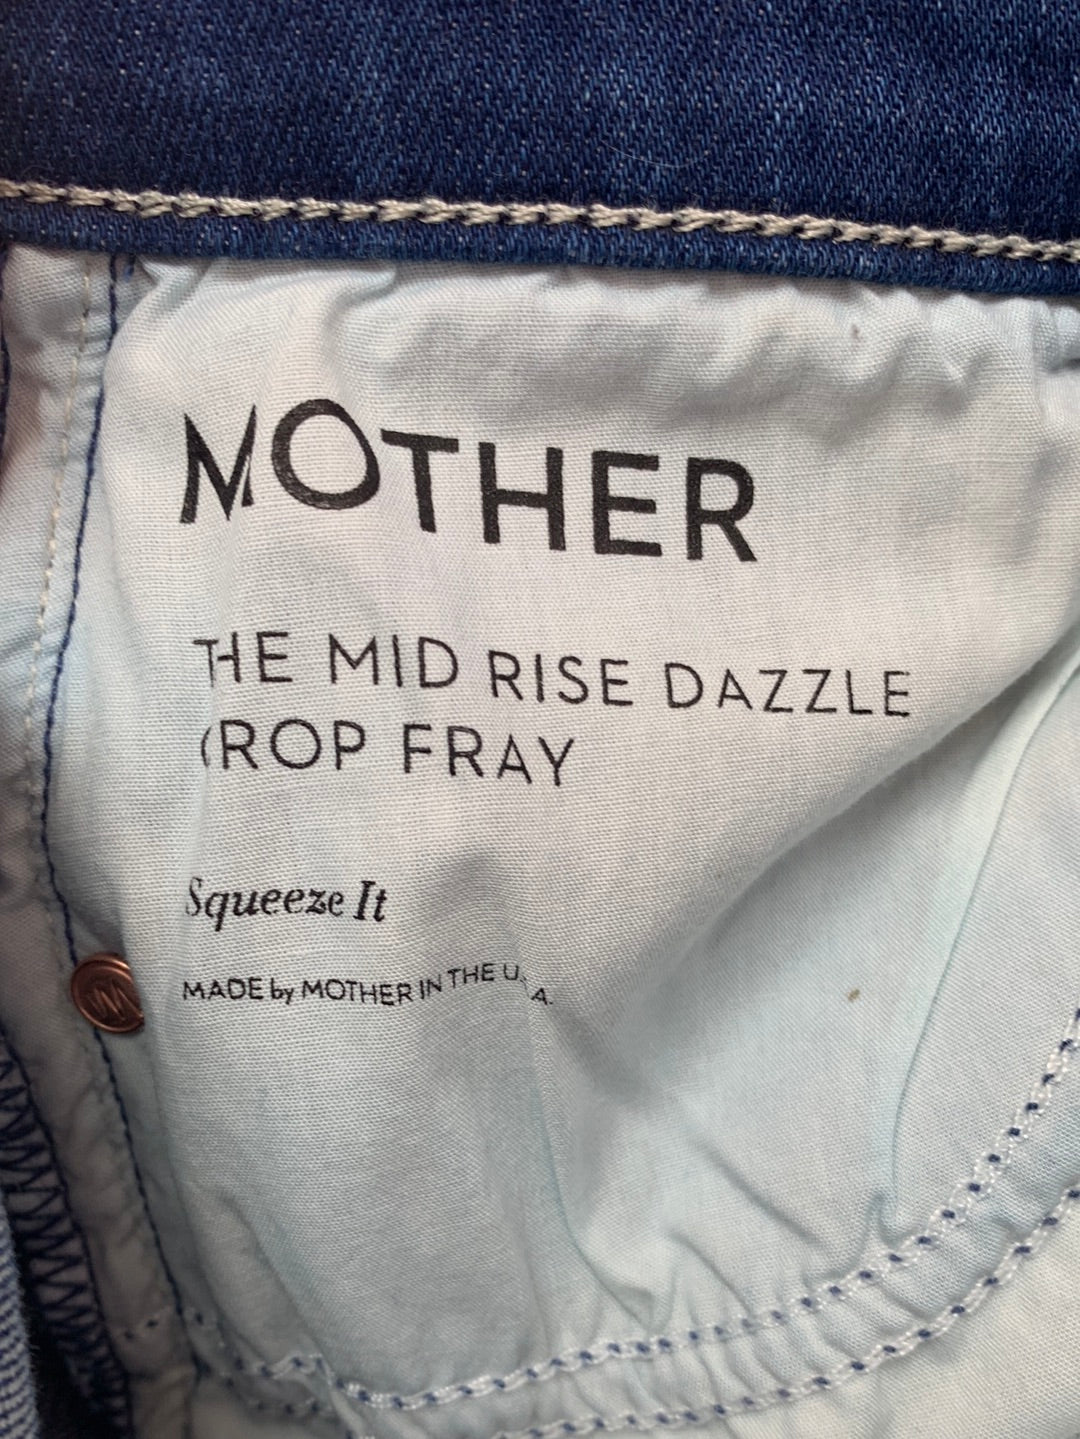 MOTHER
THE MID RISE DAZZLE
CROP FRAY
Squeeze It
MADE by MOTHER IN THE U.S.A.